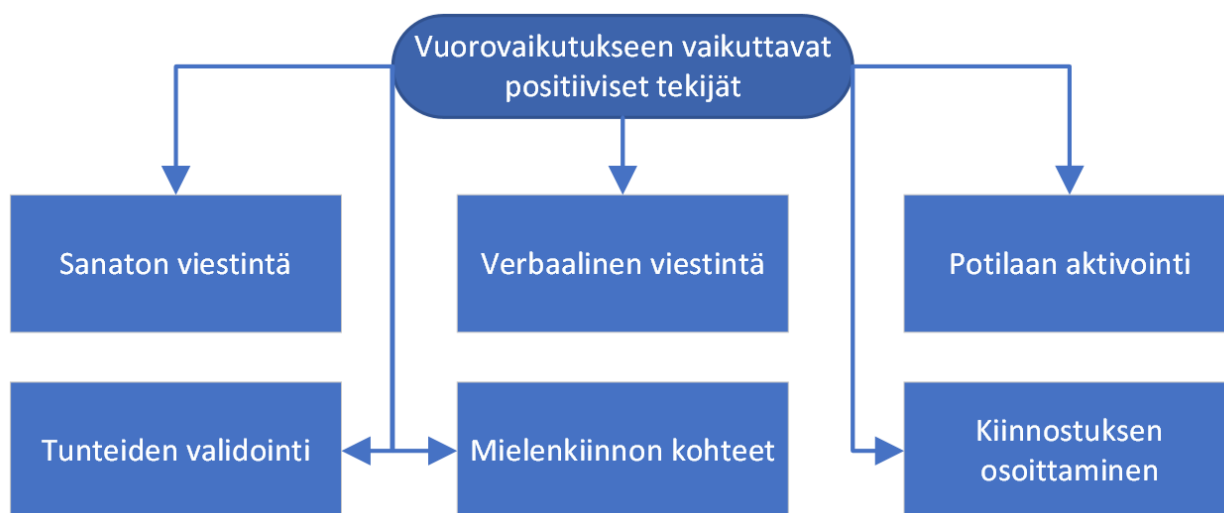 Vuorovaikutukseen vaikuttavat
positiiviset tekijät
Sanaton viestintä
Verbaalinen viestintä
Potilaan aktivointi
Tunteiden validointi
Mielenkiinnon kohteet
Kiinnostuksen
osoittaminen